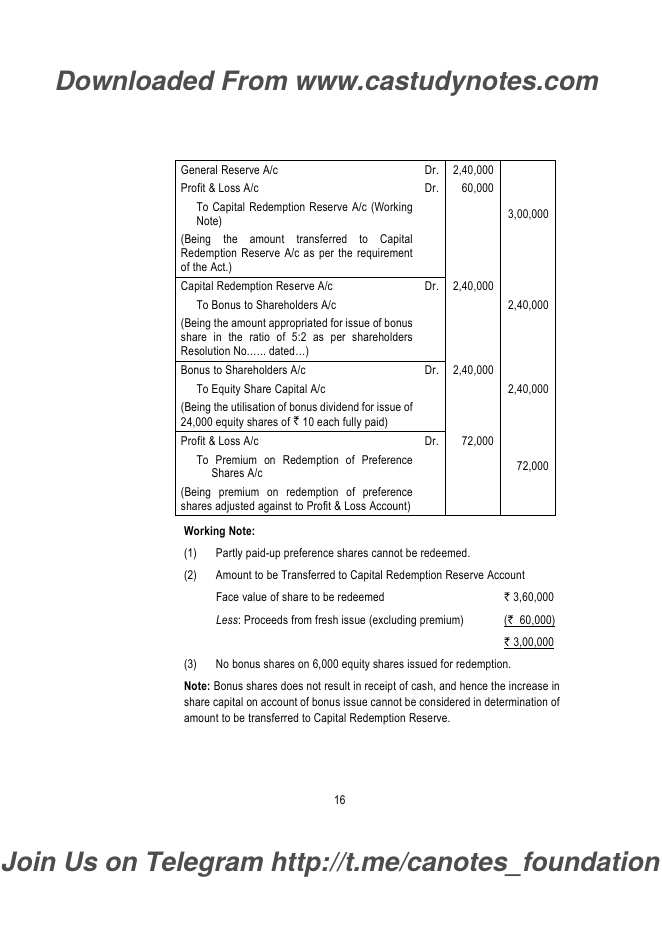 Downloaded From www.castudynotes.com
General Reserve A/c Dr. 2,40,000
Profit & Loss A/c Dr. 60,000
To Capital Redemption Reserve A/c (Working
Note) 3,00,000
(Being the amount transferred to Capital
Redemption Reserve A/c as per the requirement
of the Act.)
Capital Redemption Reserve A/c Dr. 2,40,000
To Bonus to Shareholders A/c 2,40,000
(Being the amount appropriated for issue of bonus
share in the ratio of 5:2 as per shareholders
Resolution No...... dated...)
Bonus to Shareholders A/c Dr. 2,40,000
To Equity Share Capital A/c 2,40,000
(Being the utilisation of bonus dividend for issue of
24,000 equity shares of ₹ 10 each fully paid)
Profit & Loss A/c Dr. 72,000
To Premium on Redemption of Preference
Shares A/c 72,000
(Being premium on redemption of preference
shares adjusted against to Profit & Loss Account)
Working Note:
(1) Partly paid-up preference shares cannot be redeemed.
(2) Amount to be Transferred to Capital Redemption Reserve Account
Face value of share to be redeemed ₹ 3,60,000
Less: Proceeds from fresh issue (excluding premium) (₹ 60,000)
₹ 3,00,000
(3) No bonus shares on 6,000 equity shares issued for redemption.
Note: Bonus shares does not result in receipt of cash, and hence the increase in
share capital on account of bonus issue cannot be considered in determination of
amount to be transferred to Capital Redemption Reserve.
16
Join Us on Telegram http://t.me/canotes_foundation